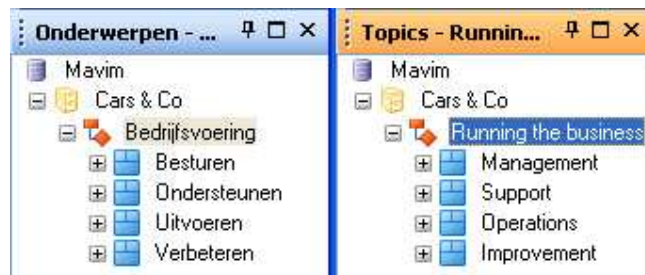 Onderwerpen - ...
Mavim
Cars & Co
Bedrijfsvoering
Besturen
Ondersteunen
Uitvoeren
Verbeteren
Topics - Runnin...
Mavim
Cars & Co
Running the business
Management
Support
Operations
Improvement